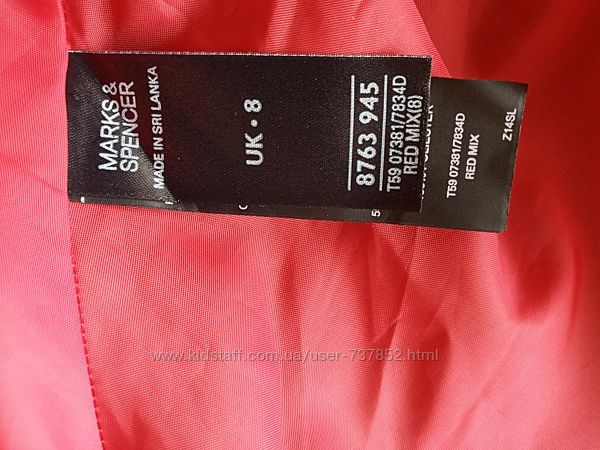 MARKS &
SPENCER
MADE IN SRI LANKA
UK • 8
8763 945
T59 07381/7834D
RED MIX(8)
T59 07381/7834D
RED MIX
Z14SL
www.kidstaff.com.ua/user-737852.html